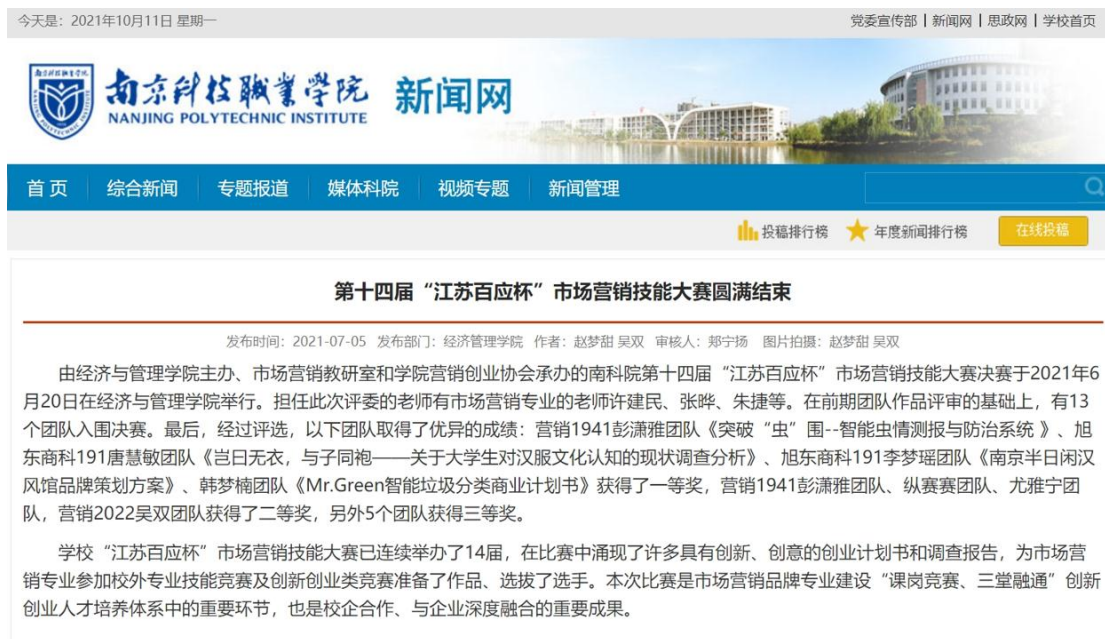 今天是：2021年10月11日 星期一
党委宣传部 | 新闻网 | 思政网 | 学校首页
南京科技職業学院 新闻网
NANJING POLYTECHNIC INSTITUTE
首页 综合新闻 专题报道 媒体科院 视频专题 新闻管理
投稿排行榜 年度新闻排行榜 在线投稿
第十四届“江苏百应杯”市场营销技能大赛圆满结束
发布时间：2021-07-05 发布部门：经济管理学院 作者：赵梦甜 吴双 审核人：郑宁扬 图片拍摄：赵梦甜 吴双
由经济与管理学院主办、市场营销教研室和学院营销创业协会承办的南科院第十四届“江苏百应杯”市场营销技能大赛决赛于2021年6
月20日在经济与管理学院举行。担任此次评委的老师有市场营销专业的老师许建民、张晔、朱捷等。在前期团队作品评审的基础上，有13
个团队入围决赛。最后，经过评选，以下团队取得了优异的成绩：营销1941彭潇雅团队《突破“虫”围--智能虫情测报与防治系统 》、旭
东商科191唐慧敏团队《岂曰无衣，与子同袍——关于大学生对汉服文化认知的现状调查分析》、旭东商科191李梦瑶团队《南京半日闲汉
风馆品牌策划方案》、韩梦楠团队《Mr.Green智能垃圾分类商业计划书》获得了一等奖，营销1941彭潇雅团队、纵赛赛团队、尤雅宁团
队，营销2022吴双团队获得了二等奖，另外5个团队获得三等奖。
学校“江苏百应杯”市场营销技能大赛已连续举办了14届，在比赛中涌现了许多具有创新、创意的创业计划书和调查报告，为市场营
销专业参加校外专业技能竞赛及创新创业类竞赛准备了作品、选拔了选手。本次比赛是市场营销品牌专业建设“课岗竞赛、三堂融通”创新
创业人才培养体系中的重要环节，也是校企合作、与企业深度融合的重要成果。